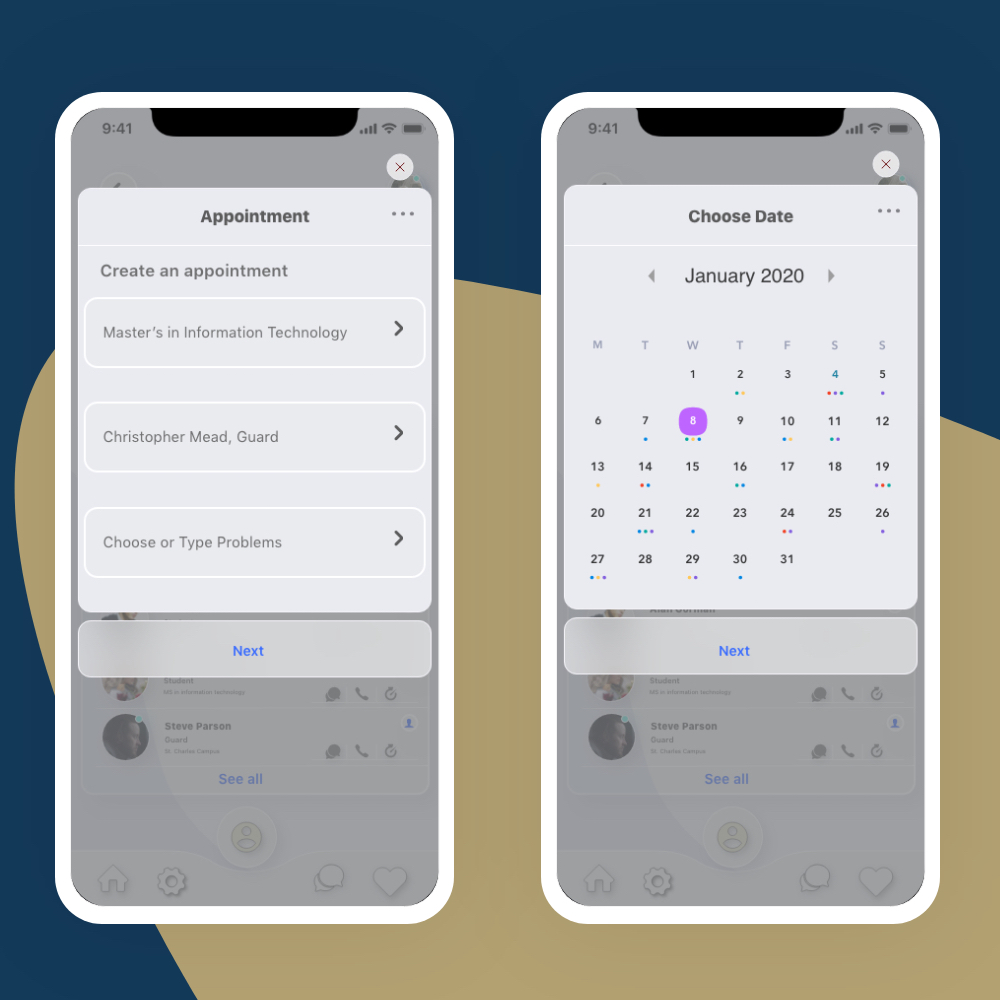 9:41
Appointment
Create an appointment
Master's in Information Technology
Christopher Mead, Guard
Choose or Type Problems
Next
Student
MS in information technology
Steve Parson
Guard
St. Charles Campus
See all
9:41
Choose Date
January 2020
M T W T F S S
1 2 3 4 5
6 7 8 9 10 11 12
13 14 15 16 17 18 19
20 21 22 23 24 25 26
27 28 29 30 31
Next
Student
MS in information technology
Steve Parson
Guard
St. Charles Campus
See all